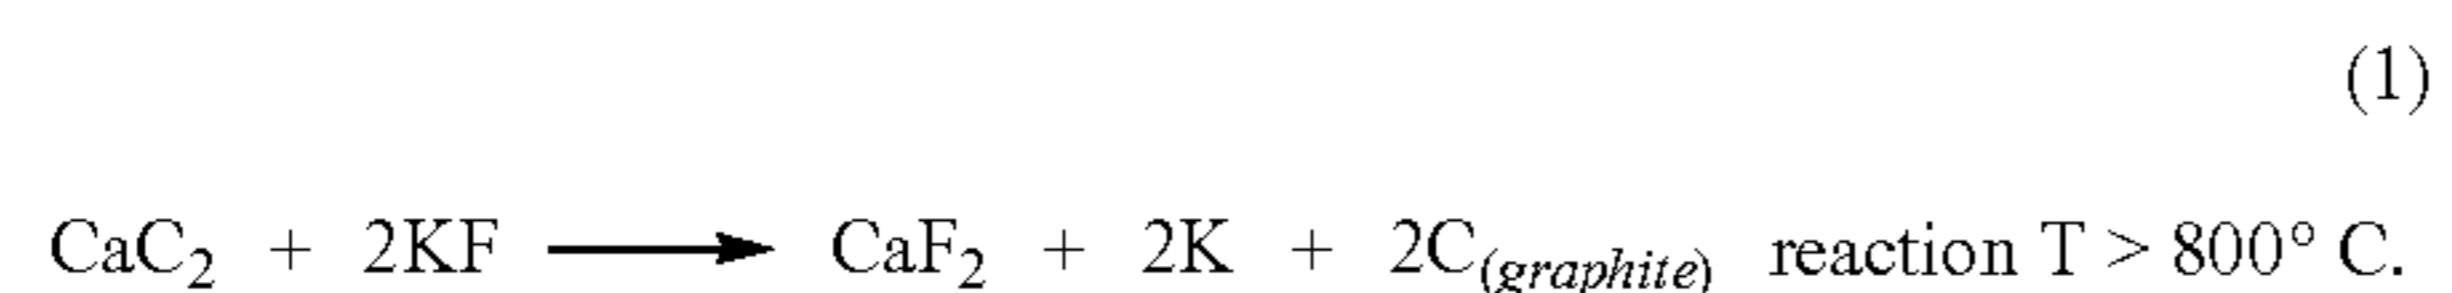 (1)
CaC₂ + 2KF ⟶ CaF₂ + 2K + 2C₍graphite₎ reaction T > 800° C.